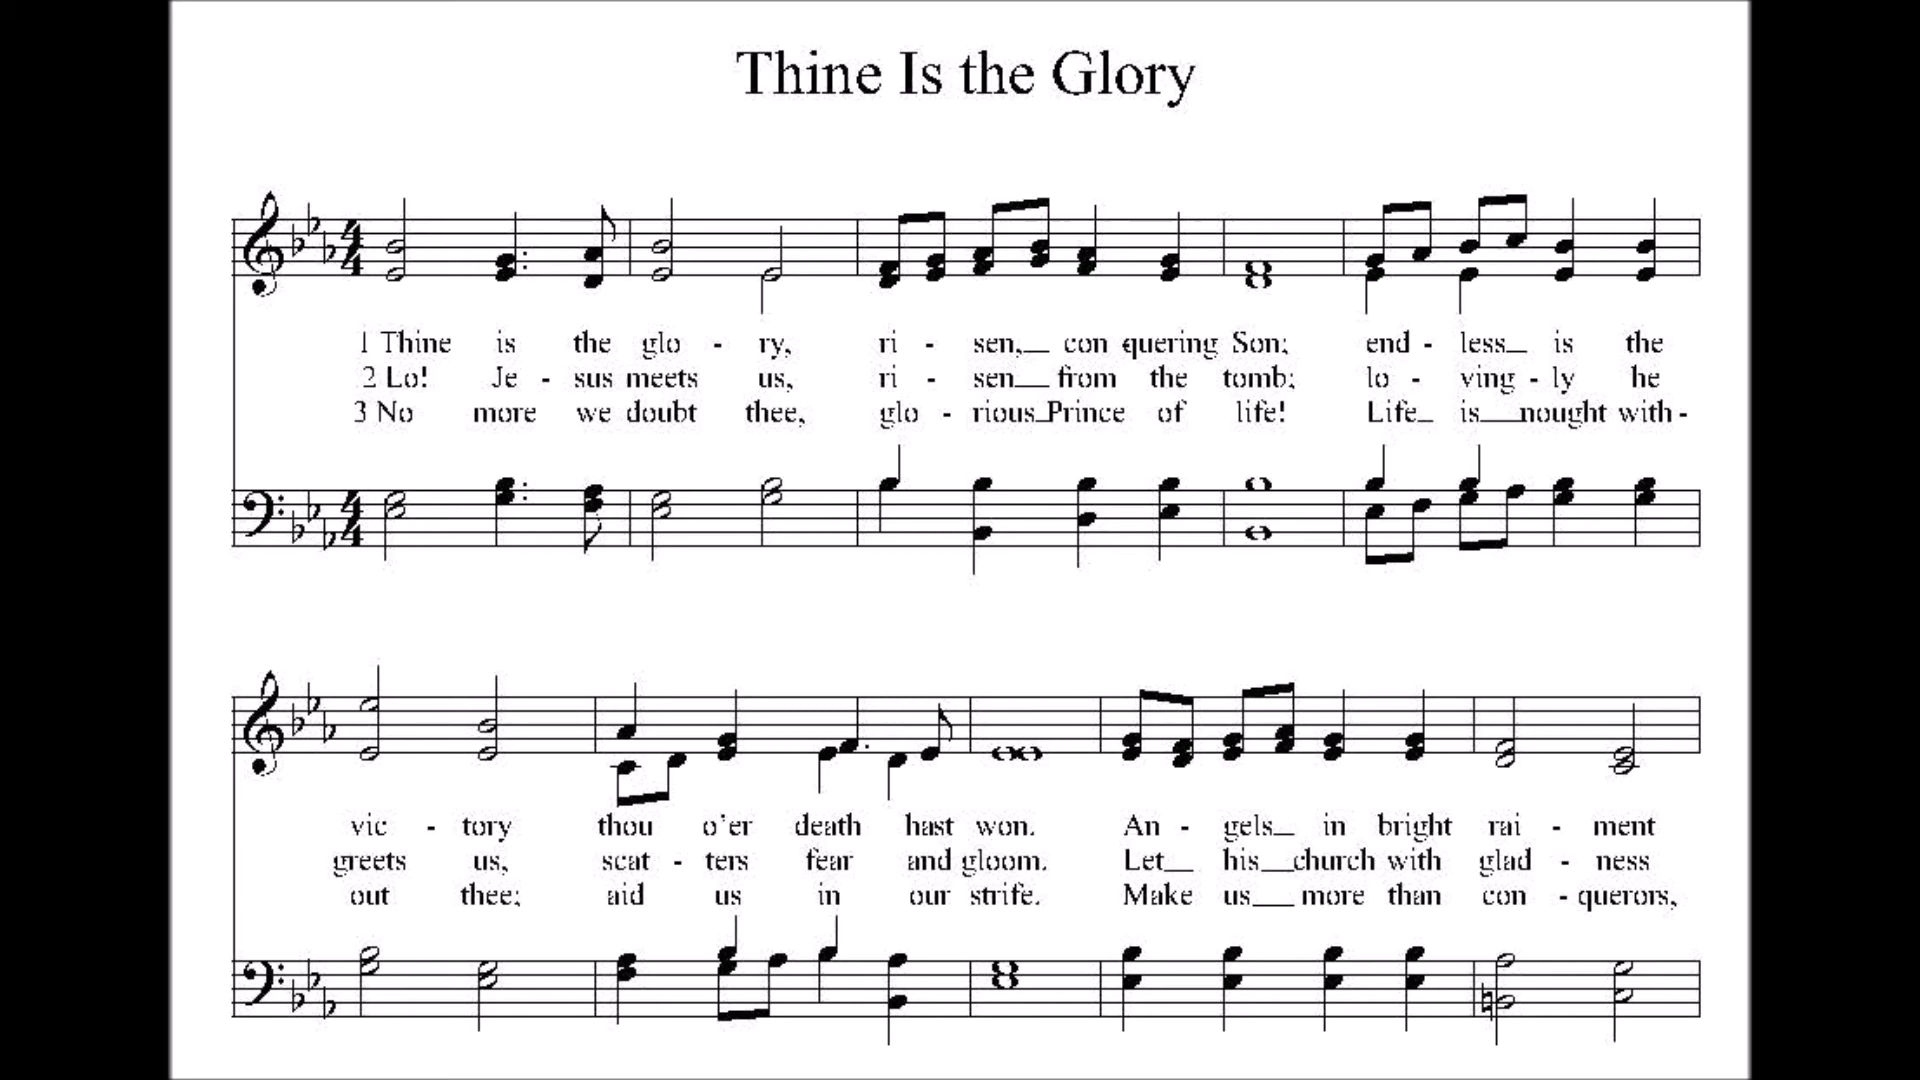 Thine Is the Glory
4 4
1 Thine is the glo - ry, ri - sen, con quering Son; end - less is the
2 Lo! Je - sus meets us, ri - sen from the tomb; lo - ving - ly he
3 No more we doubt thee, glo - rious Prince of life! Life is nought with -
4 4
vic - tory thou o'er death hast won. An - gels in bright rai - ment
greets us, scat - ters fear and gloom. Let his church with glad - ness
out thee; aid us in our strife. Make us more than con - querors,